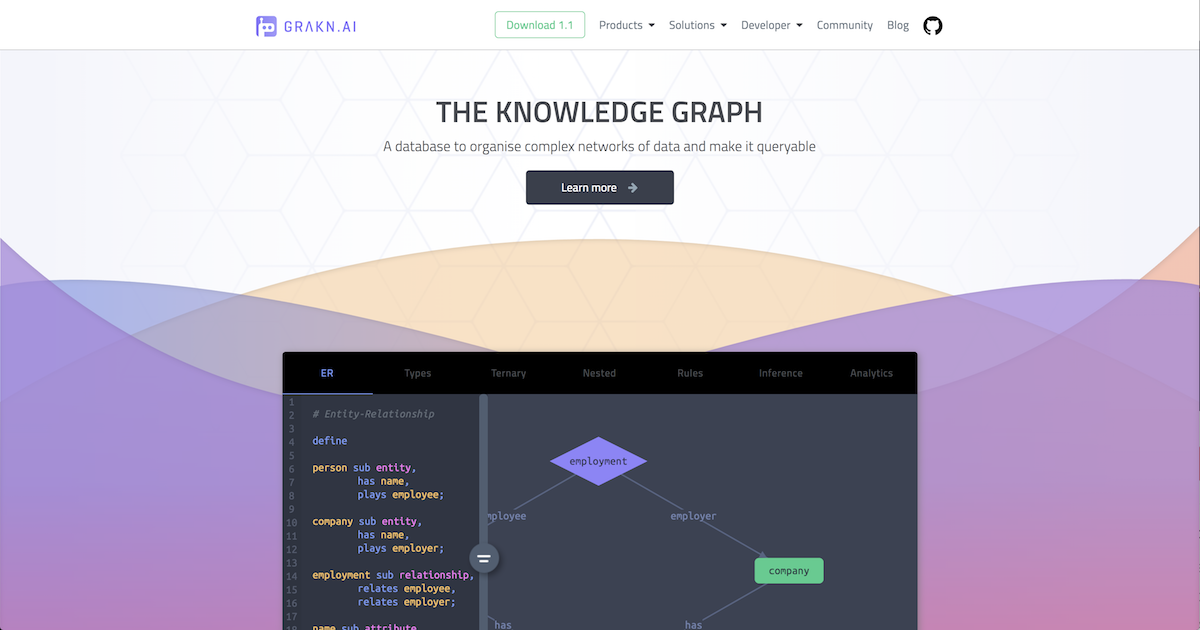 GRAKN.AI
Download 1.1 Products Solutions Developer Community Blog
THE KNOWLEDGE GRAPH
A database to organise complex networks of data and make it queryable
Learn more
ER Types Ternary Nested Rules Inference Analytics
1
2 # Entity-Relationship
3
4 define
5
6 person sub entity,
7 has name,
8 plays employee;
9
10 company sub entity,
11 has name,
12 plays employer;
13
14 employment sub relationship,
15 relates employee,
16 relates employer;
17
18 name sub attribute
employment
mployee
employer
company
has
has